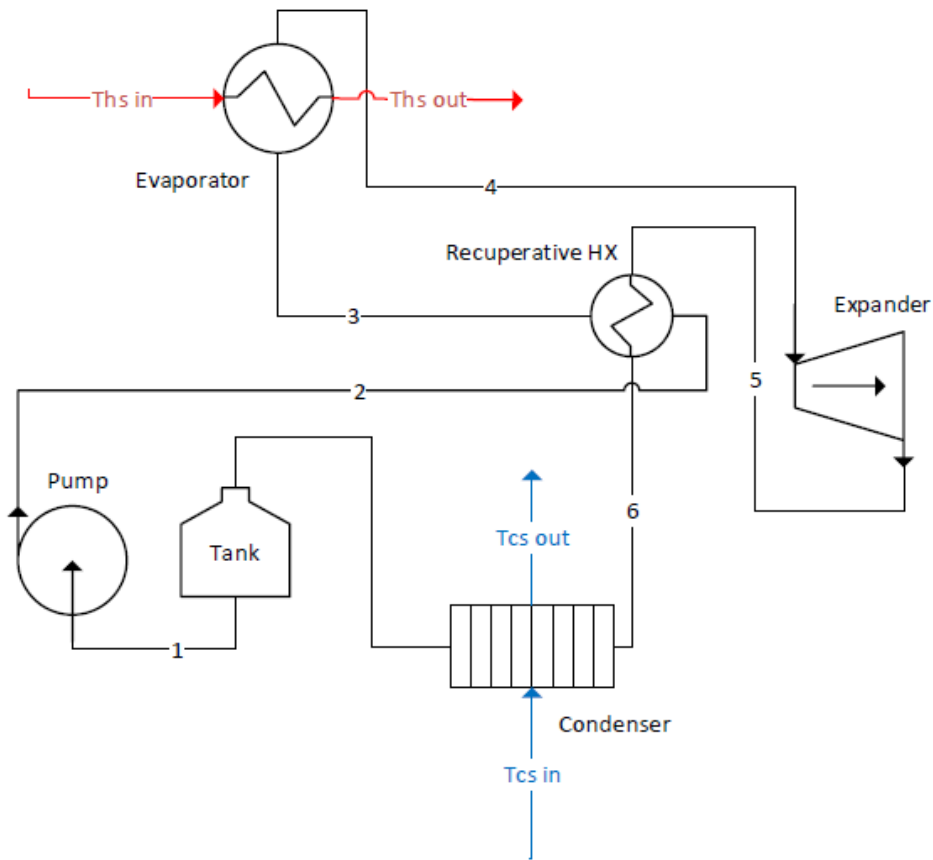 Ths in
Ths out
Evaporator
4
Recuperative HX
Expander
3
5
2
Pump
6
Tcs out
Tank
1
Condenser
Tcs in